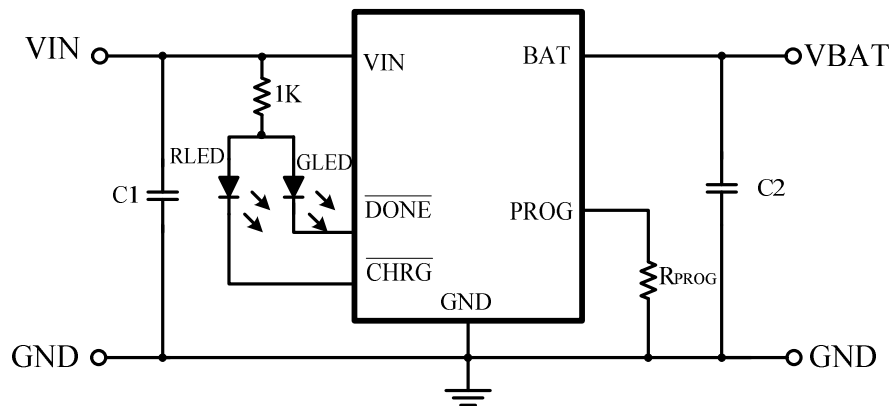 VIN
VIN
BAT
VBAT
1K
RLED
GLED
C1
DONE
PROG
C2
CHRG
RPROG
GND
GND
GND